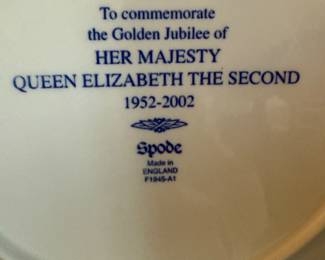 To commemorate
the Golden Jubilee of
HER MAJESTY
QUEEN ELIZABETH THE SECOND
1952-2002
Spode
Made in
ENGLAND
F1945-A1